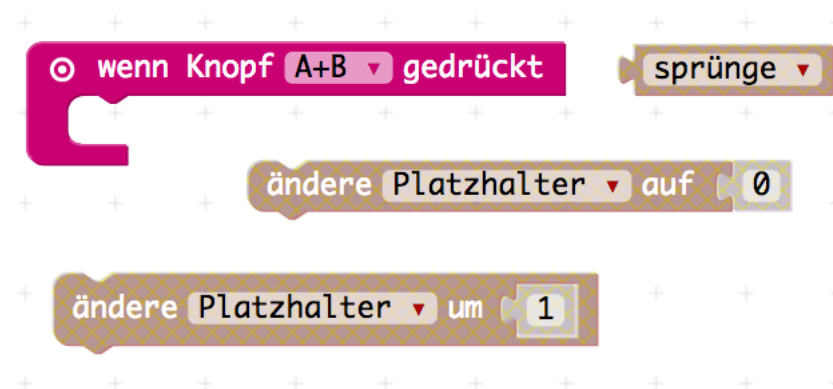 wenn Knopf A+B gedrückt
sprünge
ändere Platzhalter auf 0
ändere Platzhalter um 1